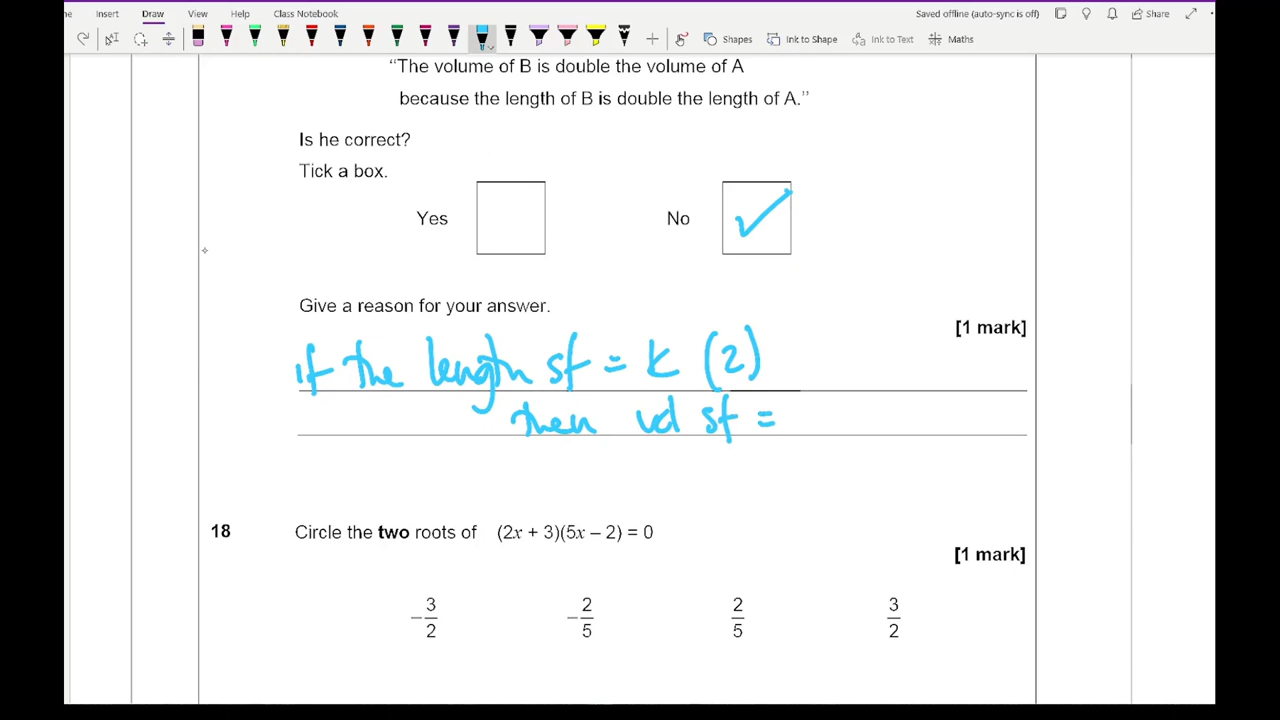 Insert Draw View Help Class Notebook Saved offline (auto-sync is off) Share
Shapes Ink to Shape Ink to Text Maths
“The volume of B is double the volume of A
because the length of B is double the length of A.”
Is he correct?
Tick a box.
Yes No
Give a reason for your answer.
[1 mark]
if the length sf = k (2)
then vol sf =
18 Circle the two roots of (2x + 3)(5x – 2) = 0
[1 mark]
−3/2 −2/5 2/5 3/2